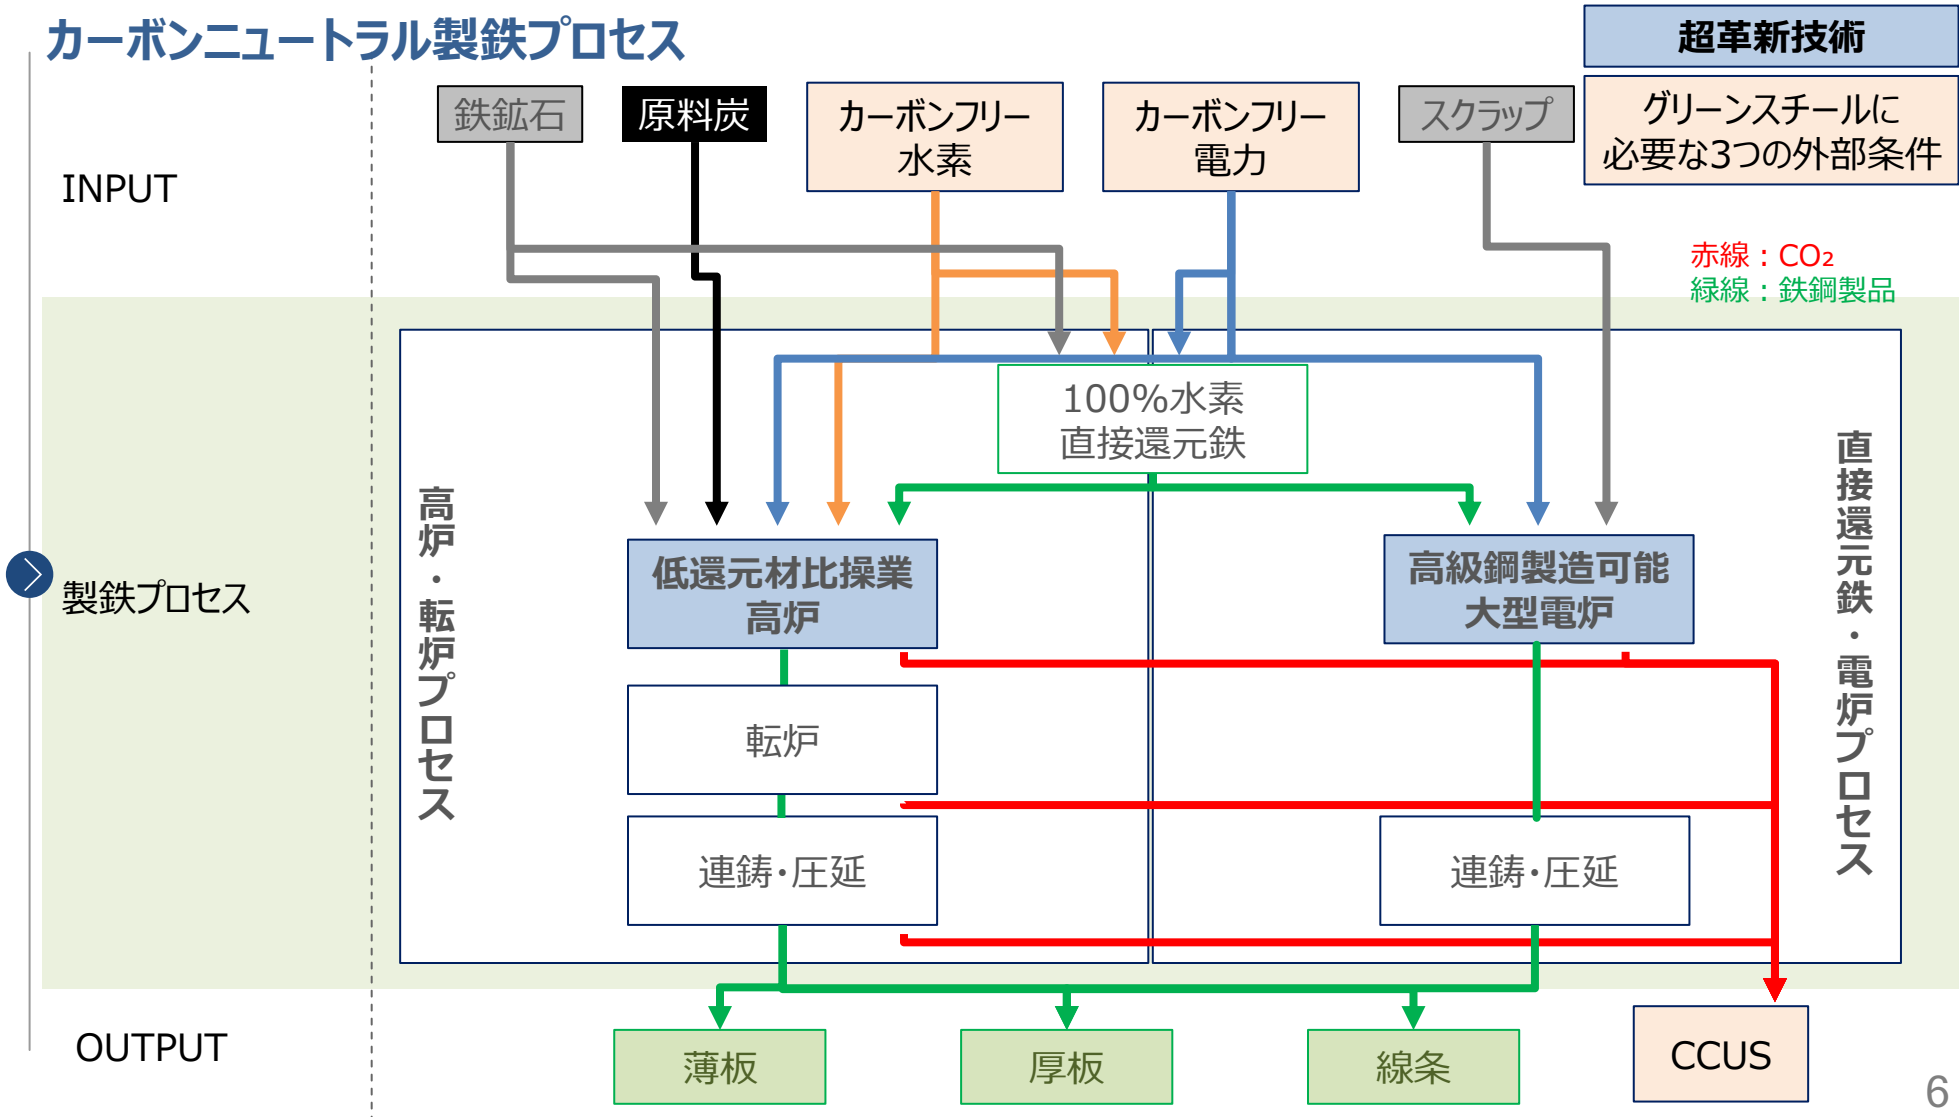 カーボンニュートラル製鉄プロセス
超革新技術
グリーンスチールに
必要な3つの外部条件
INPUT
鉄鉱石
原料炭
カーボンフリー
水素
カーボンフリー
電力
スクラップ
赤線：CO₂
緑線：鉄鋼製品
製鉄プロセス
高炉・転炉プロセス
100%水素
直接還元鉄
直接還元鉄・電炉プロセス
低還元材比操業
高炉
高級鋼製造可能
大型電炉
転炉
連鋳･圧延
連鋳･圧延
OUTPUT
薄板
厚板
線条
CCUS
6